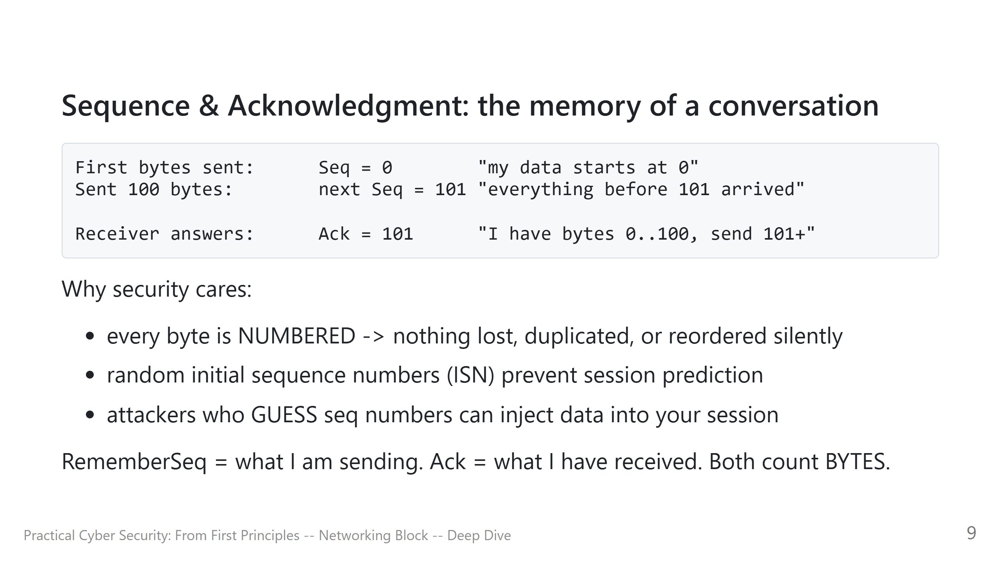 Sequence & Acknowledgment: the memory of a conversation
First bytes sent:      Seq = 0        "my data starts at 0"
Sent 100 bytes:        next Seq = 101 "everything before 101 arrived"
Receiver answers:      Ack = 101      "I have bytes 0..100, send 101+"
Why security cares:
• every byte is NUMBERED -> nothing lost, duplicated, or reordered silently
• random initial sequence numbers (ISN) prevent session prediction
• attackers who GUESS seq numbers can inject data into your session
RememberSeq = what I am sending. Ack = what I have received. Both count BYTES.
Practical Cyber Security: From First Principles -- Networking Block -- Deep Dive
9